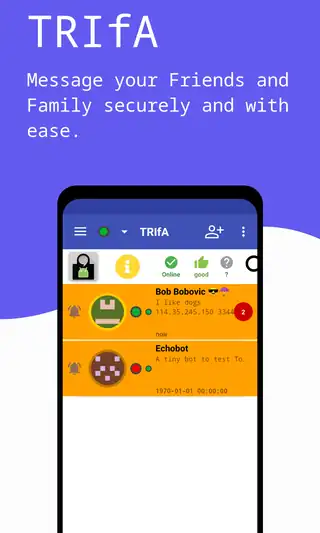 TRIfA
Message your Friends and
Family securely and with
ease.
TRIfA
Online
good
?
Bob Bobovic 😎☂️
I like dogs
114.35.245.150 3344
2
now
Echobot
A tiny bot to test To
1970-01-01 00:00:00